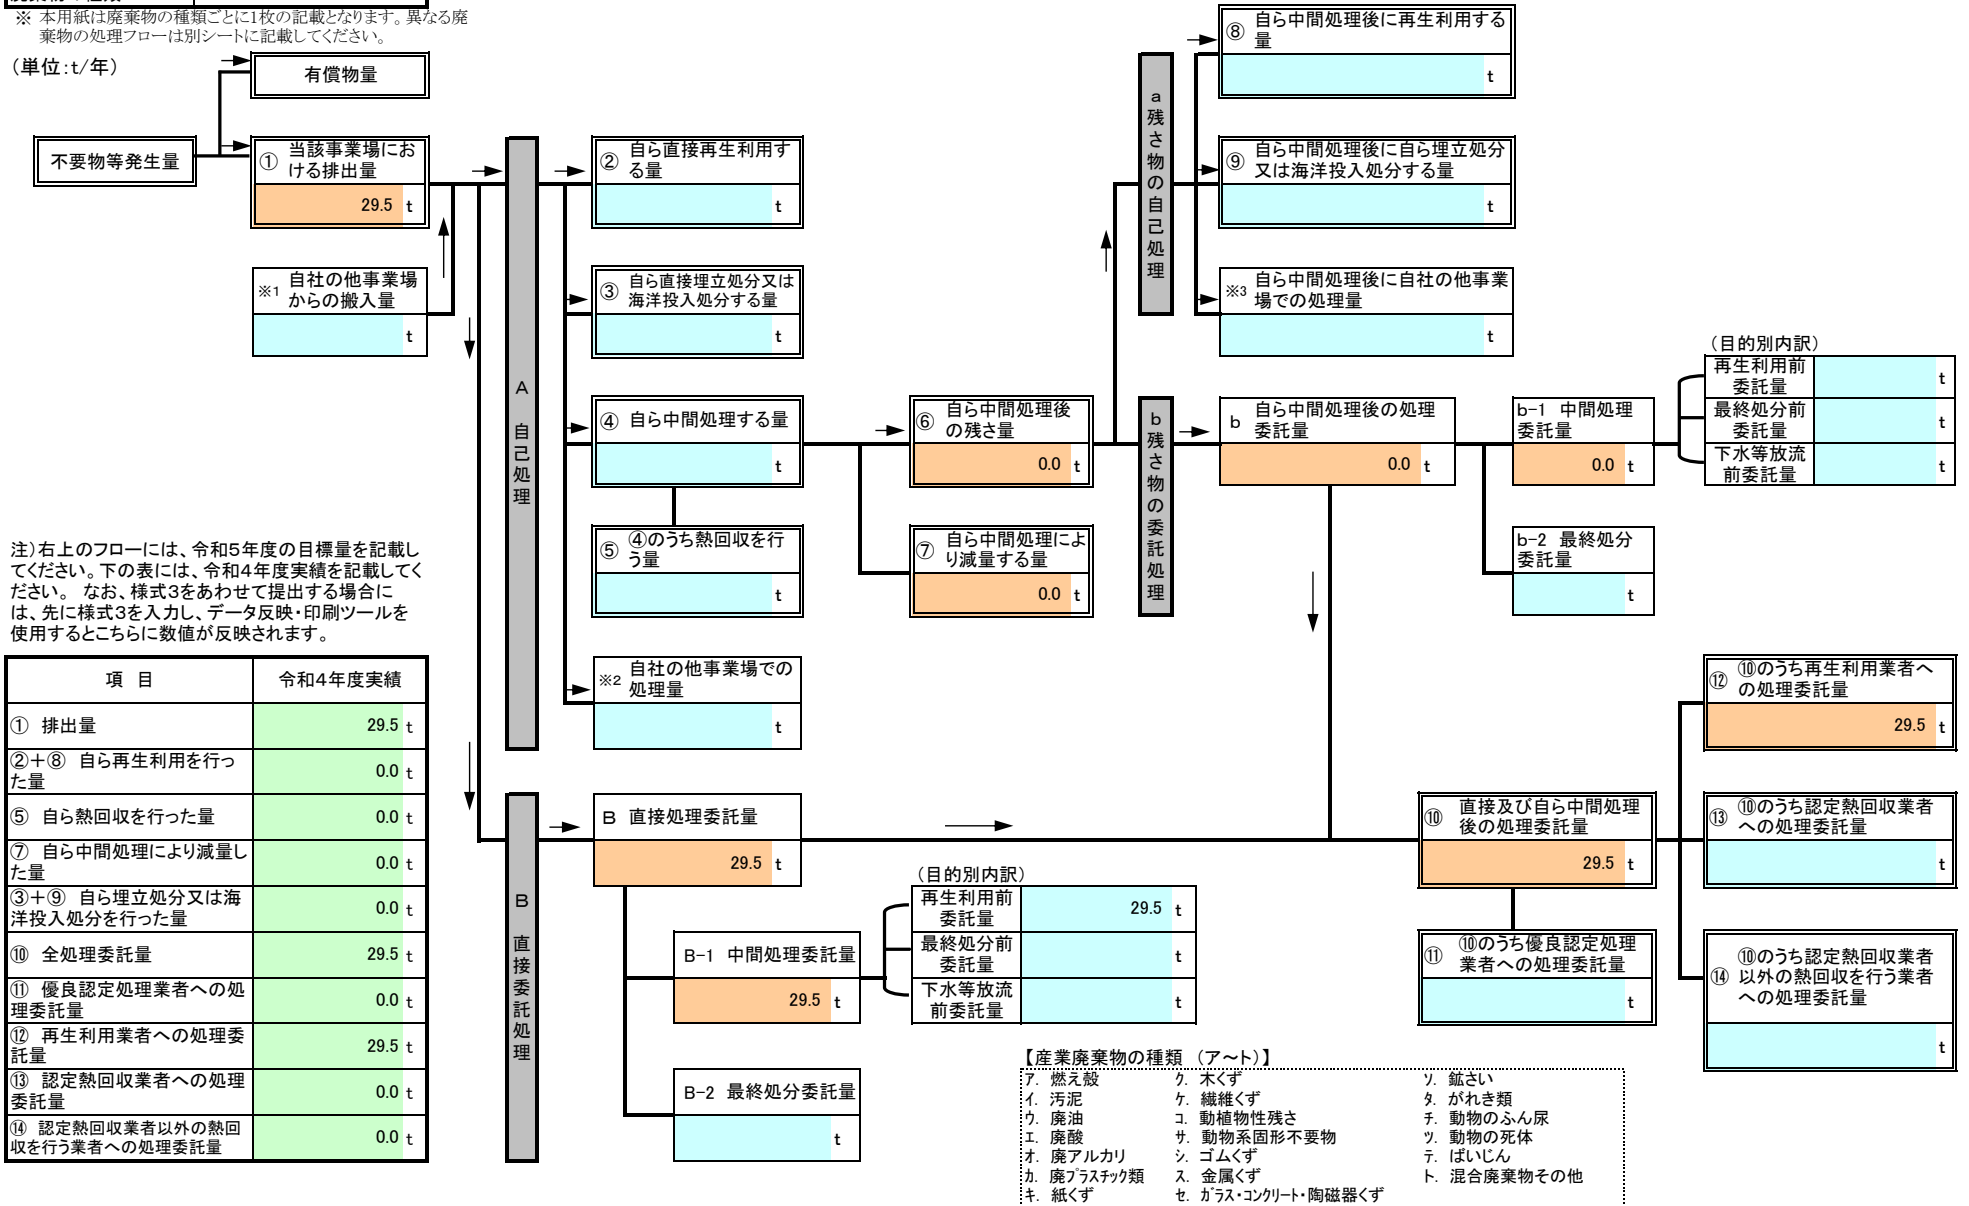 ※ 本用紙は廃棄物の種類ごとに1枚の記載となります。異なる廃
棄物の処理フローは別シートに記載してください。
(単位:t/年)
有償物量
不要物等発生量
① 当該事業場にお
ける排出量
29.5 t
※1 自社の他事業場
からの搬入量
t
A 自己処理
② 自ら直接再生利用す
る量
t
③ 自ら直接埋立処分又は
海洋投入処分する量
t
④ 自ら中間処理する量
t
⑤ ④のうち熱回収を行
う量
t
※2 自社の他事業場での
処理量
t
⑥ 自ら中間処理後
の残さ量
0.0 t
⑦ 自ら中間処理によ
り減量する量
0.0 t
a 残さ物の自己処理
⑧ 自ら中間処理後に再生利用する
量
t
⑨ 自ら中間処理後に自ら埋立処分
又は海洋投入処分する量
t
※3 自ら中間処理後に自社の他事業
場での処理量
t
b 残さ物の委託処理
b 自ら中間処理後の処理
委託量
0.0 t
b-1 中間処理
委託量
0.0 t
(目的別内訳)
再生利用前
委託量 t
最終処分前
委託量 t
下水等放流
前委託量 t
b-2 最終処分
委託量
t
注)右上のフローには、令和5年度の目標量を記載し
てください。下の表には、令和4年度実績を記載してく
ださい。 なお、様式3をあわせて提出する場合に
は、先に様式3を入力し、データ反映・印刷ツールを
使用するとこちらに数値が反映されます。
項 目 令和4年度実績
① 排出量 29.5 t
②+⑧ 自ら再生利用を行っ
た量 0.0 t
⑤ 自ら熱回収を行った量 0.0 t
⑦ 自ら中間処理により減量し
た量 0.0 t
③+⑨ 自ら埋立処分又は海
洋投入処分を行った量 0.0 t
⑩ 全処理委託量 29.5 t
⑪ 優良認定処理業者への処
理委託量 0.0 t
⑫ 再生利用業者への処理委
託量 29.5 t
⑬ 認定熱回収業者への処理
委託量 0.0 t
⑭ 認定熱回収業者以外の熱回
収を行う業者への処理委託量 0.0 t
B 直接委託処理
B 直接処理委託量
29.5 t
B-1 中間処理委託量
29.5 t
B-2 最終処分委託量
t
(目的別内訳)
再生利用前
委託量 29.5 t
最終処分前
委託量 t
下水等放流
前委託量 t
⑩ 直接及び自ら中間処理
後の処理委託量
29.5 t
⑪ ⑩のうち優良認定処理
業者への処理委託量
t
⑫ ⑩のうち再生利用業者へ
の処理委託量
29.5 t
⑬ ⑩のうち認定熱回収業者
への処理委託量
t
⑭ ⑩のうち認定熱回収業者
以外の熱回収を行う業者
への処理委託量
t
【産業廃棄物の種類 (ア~ト)】
ア. 燃え殻 ク. 木くず ソ. 鉱さい
イ. 汚泥 ケ. 繊維くず タ. がれき類
ウ. 廃油 コ. 動植物性残さ チ. 動物のふん尿
エ. 廃酸 サ. 動物系固形不要物 ツ. 動物の死体
オ. 廃アルカリ シ. ゴムくず テ. ばいじん
カ. 廃プラスチック類 ス. 金属くず ト. 混合廃棄物その他
キ. 紙くず セ. ガラス・コンクリート・陶磁器くず